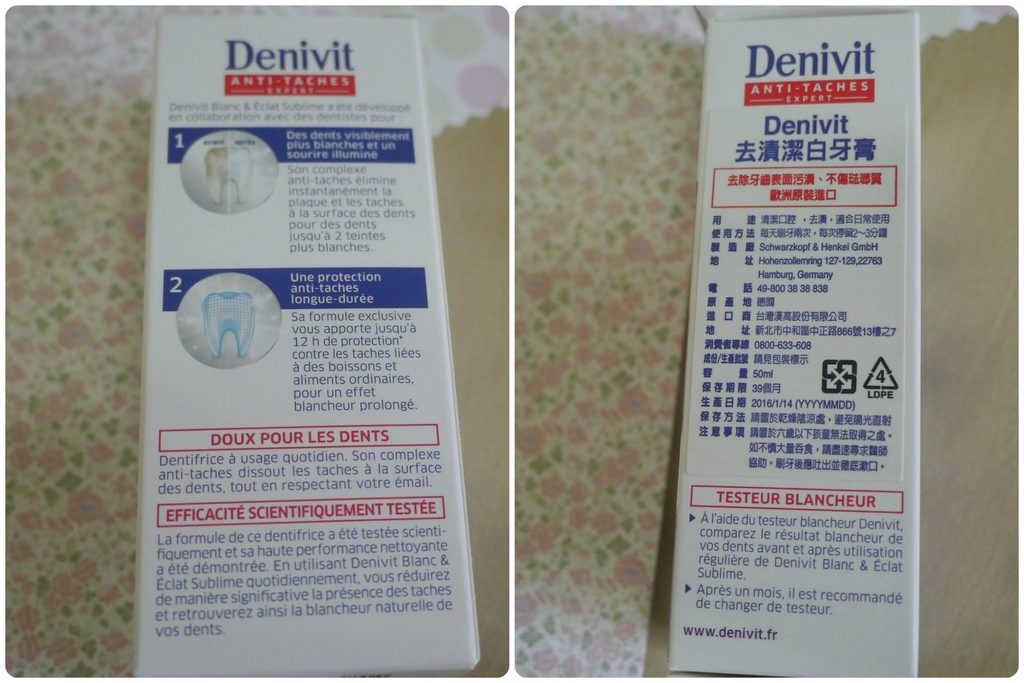 Denivit
ANTI-TACHES
EXPERT
Denivit Blanc & Éclat Sublime a été développé
en collaboration avec des dentistes pour :
1
avant après
Des dents visiblement
plus blanches et un
sourire illuminé
Son complexe
anti-taches élimine
instantanément la
plaque et les taches
à la surface des dents
pour des dents
jusqu'à 2 teintes
plus blanches.
2
Une protection
anti-taches
longue-durée
Sa formule exclusive
vous apporte jusqu'à
12 h de protection*
contre les taches liées
à des boissons et
aliments ordinaires,
pour un effet
blancheur prolongé.
DOUX POUR LES DENTS
Dentifrice à usage quotidien. Son complexe
anti-taches dissout les taches à la surface
des dents, tout en respectant votre émail.
EFFICACITÉ SCIENTIFIQUEMENT TESTÉE
La formule de ce dentifrice a été testée scienti-
fiquement et sa haute performance nettoyante
a été démontrée. En utilisant Denivit Blanc &
Éclat Sublime quotidiennement, vous réduirez
de manière significative la présence des taches
et retrouverez ainsi la blancheur naturelle de
vos dents.
Denivit
ANTI-TACHES
EXPERT
Denivit
去漬潔白牙膏
去除牙齒表面污漬、不傷琺瑯質
歐洲原裝進口
用途 清潔口腔，去漬，適合日常使用
使用方法 每天刷牙兩次，每次停留2～3分鐘
製造廠 Schwarzkopf & Henkel GmbH
地址 Hohenzollernring 127-129,22763
Hamburg, Germany
電話 49-800 38 38 838
原產地 德國
進口商 台灣漢高股份有限公司
地址 新北市中和區中正路866號13樓之7
消費者專線 0800-633-608
成份/生產批號 請見包裝標示
容量 50ml
保存期限 39個月
生產日期 2016/1/14 (YYYYMMDD)
保存方法 請置於乾燥陰涼處，避免陽光直射
注意事項 請置於六歲以下孩童無法取得之處。
如不慎大量吞食，請盡速尋求醫師
協助。刷牙後應吐出並徹底漱口。
4
LDPE
TESTEUR BLANCHEUR
À l'aide du testeur blancheur Denivit,
comparez le résultat blancheur de
vos dents avant et après utilisation
régulière de Denivit Blanc & Éclat
Sublime.
Après un mois, il est recommandé
de changer de testeur.
www.denivit.fr